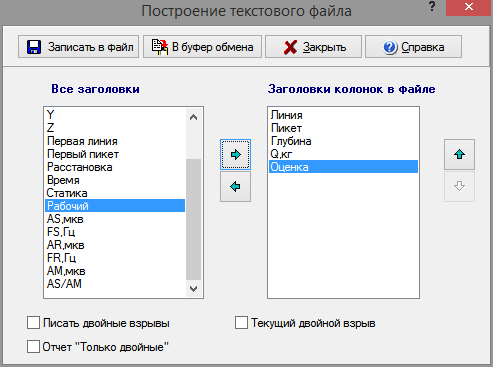 Построение текстового файла
?
Записать в файл
В буфер обмена
Закрыть
Справка
Все заголовки
Заголовки колонок в файле
Y
Z
Первая линия
Первый пикет
Расстановка
Время
Статика
Рабочий
AS,мкв
FS,Гц
AR,мкв
FR,Гц
AM,мкв
AS/AM
Линия
Пикет
Глубина
Q,кг
Оценка
Писать двойные взрывы
Текущий двойной взрыв
Отчет "Только двойные"